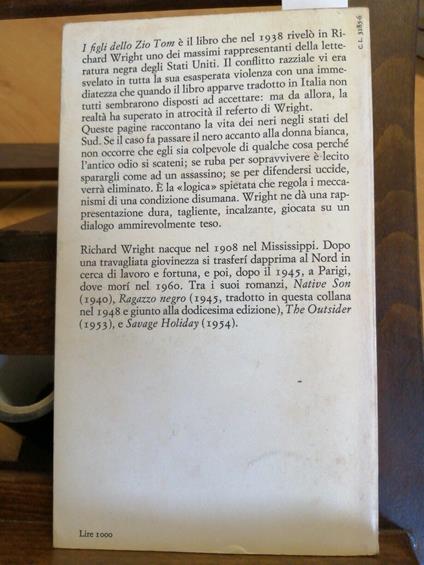 I figli dello Zio Tom è il libro che nel 1938 rivelò in Ri-
chard Wright uno dei massimi rappresentanti della lette-
ratura negra degli Stati Uniti. Il conflitto razziale vi era
svelato in tutta la sua esasperata violenza con una imme-
diatezza che quando il libro apparve tradotto in Italia non
tutti sembrarono disposti ad accettare: ma da allora, la
realtà ha superato in atrocità il referto di Wright.
Queste pagine raccontano la vita dei neri negli stati del
Sud. Se il caso fa passare il nero accanto alla donna bianca,
non occorre che egli sia colpevole di qualche cosa perché
l'antico odio si scateni; se ruba per sopravvivere è lecito
sparargli come ad un assassino; se per difendersi uccide,
verrà eliminato. È la «logica» spietata che regola i mecca-
nismi di una condizione disumana. Wright ne dà una rap-
presentazione dura, tagliente, incalzante, giocata su un
dialogo ammirevolmente teso.
Richard Wright nacque nel 1908 nel Mississippi. Dopo
una travagliata giovinezza si trasferí dapprima al Nord in
cerca di lavoro e fortuna, e poi, dopo il 1945, a Parigi,
dove morí nel 1960. Tra i suoi romanzi, Native Son
(1940), Ragazzo negro (1945, tradotto in questa collana
nel 1948 e giunto alla dodicesima edizione), The Outsider
(1953), e Savage Holiday (1954).
Lire 1000
C. L. 3285-6